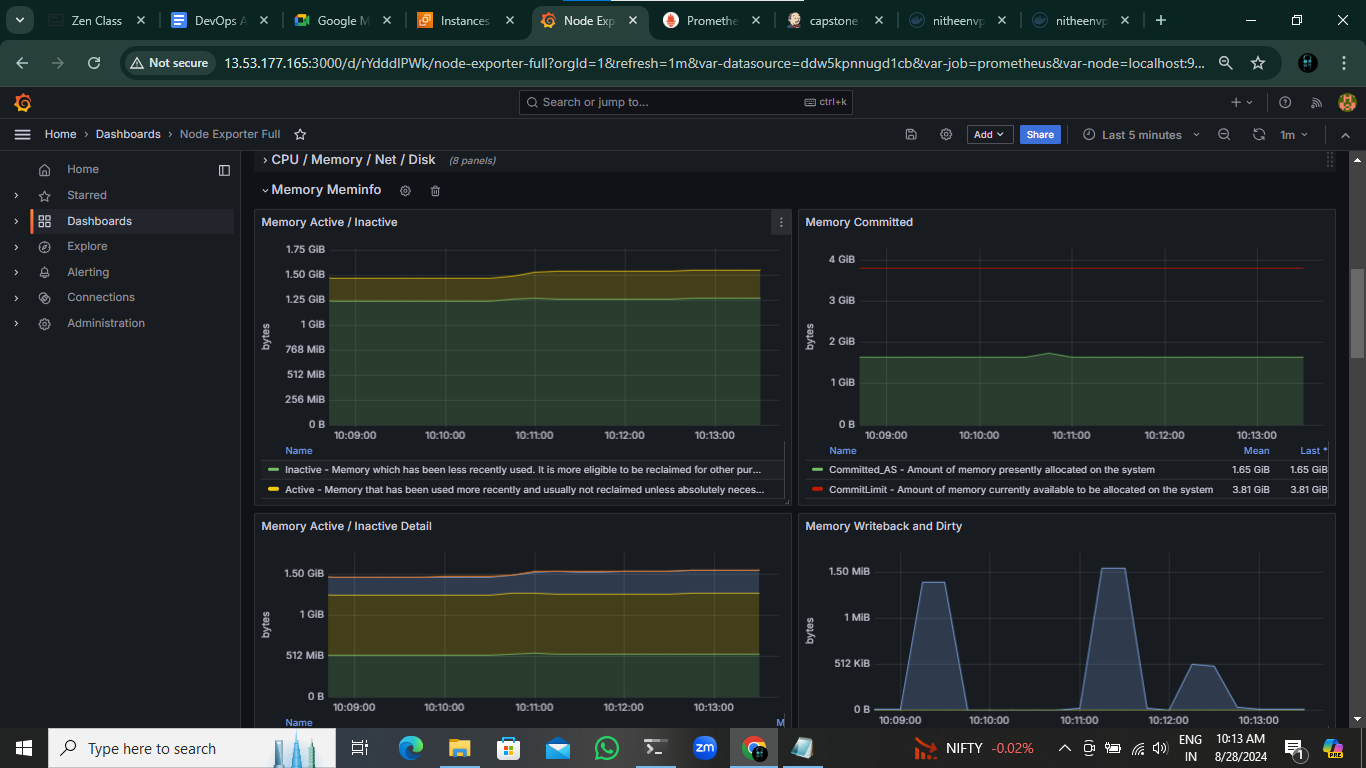 Zen Class
DevOps A
Google M
Instances
Node Exp
Promethe
capstone
nitheenvp
nitheenvp
Not secure
13.53.177.165:3000/d/rYdddlPWk/node-exporter-full?orgId=1&refresh=1m&var-datasource=ddw5kpnnugd1cb&var-job=prometheus&var-node=localhost:9...
Search or jump to...
ctrl+k
Home › Dashboards › Node Exporter Full
Add
Share
Last 5 minutes
1m
Home
Starred
Dashboards
Explore
Alerting
Connections
Administration
CPU / Memory / Net / Disk (8 panels)
Memory Meminfo
Memory Active / Inactive
1.75 GiB
1.50 GiB
1.25 GiB
1 GiB
768 MiB
512 MiB
256 MiB
0 B
bytes
10:09:00 10:10:00 10:11:00 10:12:00 10:13:00
Name
Inactive - Memory which has been less recently used. It is more eligible to be reclaimed for other pur...
Active - Memory that has been used more recently and usually not reclaimed unless absolutely neces...
Memory Committed
4 GiB
3 GiB
2 GiB
1 GiB
0 B
bytes
10:09:00 10:10:00 10:11:00 10:12:00 10:13:00
Name Mean Last *
Committed_AS - Amount of memory presently allocated on the system 1.65 GiB 1.65 GiB
CommitLimit - Amount of memory currently available to be allocated on the system 3.81 GiB 3.81 GiB
Memory Active / Inactive Detail
1.50 GiB
1 GiB
512 MiB
0 B
bytes
10:09:00 10:10:00 10:11:00 10:12:00 10:13:00
Name M
Memory Writeback and Dirty
1.50 MiB
1 MiB
512 KiB
0 B
bytes
10:09:00 10:10:00 10:11:00 10:12:00 10:13:00
Type here to search
zm
NIFTY -0.02%
ENG
IN
10:13 AM
8/28/2024
1
PRE